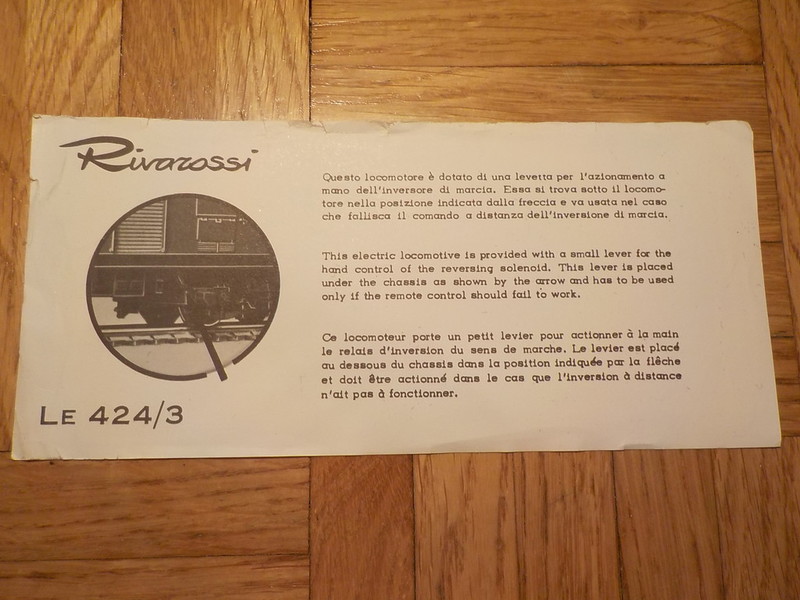 Rivarossi
Questo locomotore è dotato di una levetta per l'azionamento a
mano dell'inversore di marcia. Essa si trova sotto il locomo-
tore nella posizione indicata dalla freccia e va usata nel caso
che fallisca il comando a distanza dell'inversione di marcia.
This electric locomotive is provided with a small lever for the
hand control of the reversing solenoid. This lever is placed
under the chassis as shown by the arrow and has to be used
only if the remote control should fail to work.
Ce locomoteur porte un petit levier pour actionner à la main
le relais d'inversion du sens de marche. Le levier est placé
au dessous du chassis dans la position indiquée par la flêche
et doit être actionné dans le cas que l'inversion à distance
n'ait pas à fonctionner.
LE 424/3